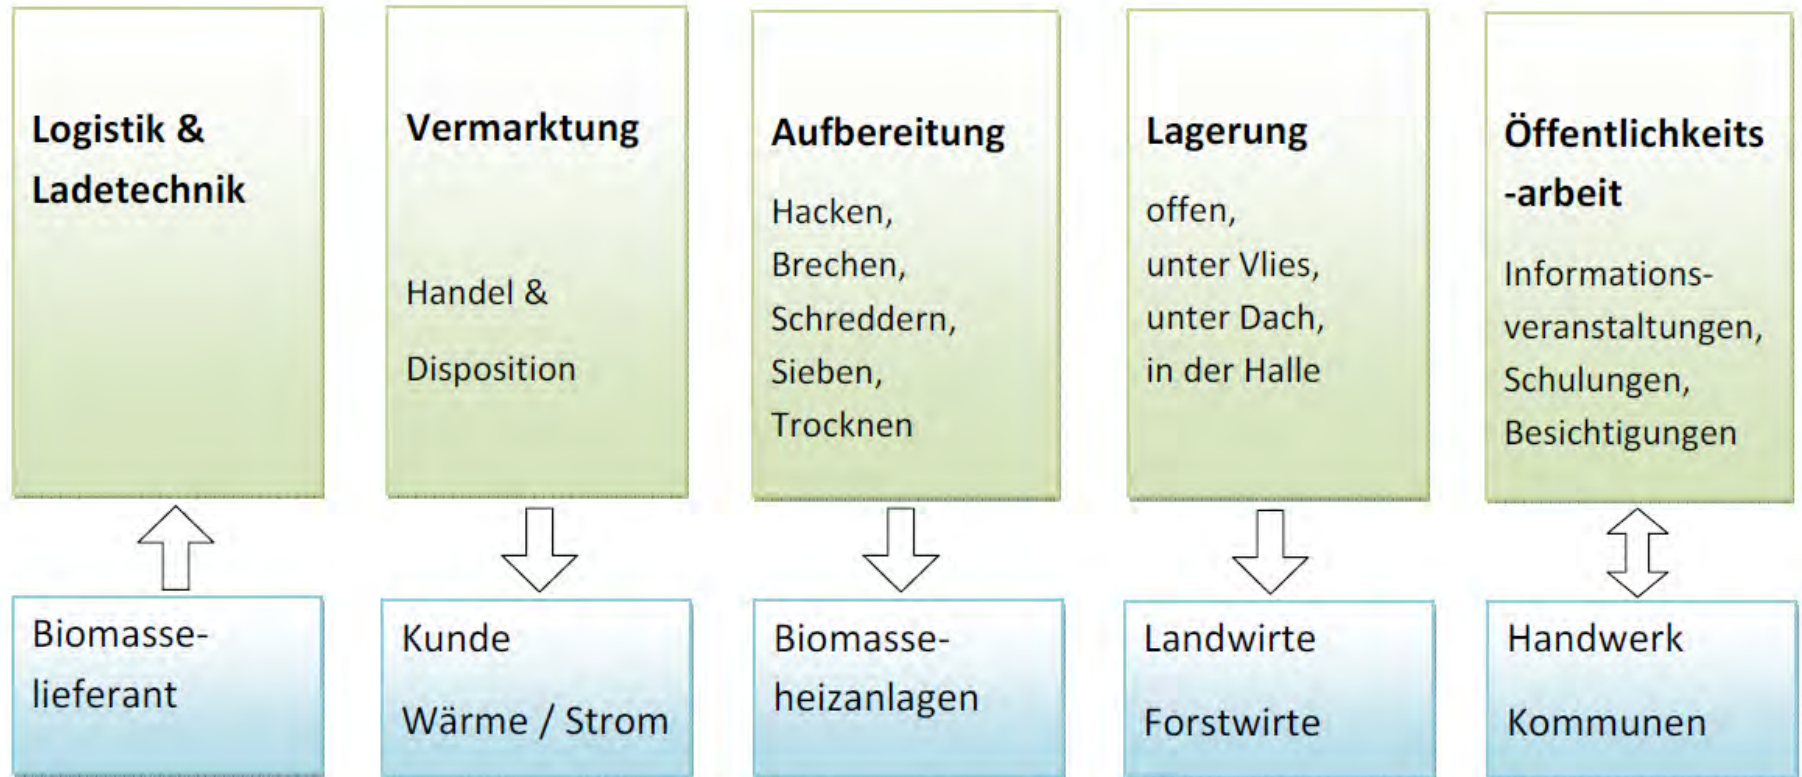 Logistik &
Ladetechnik
Vermarktung
Handel &
Disposition
Aufbereitung
Hacken,
Brechen,
Schreddern,
Sieben,
Trocknen
Lagerung
offen,
unter Vlies,
unter Dach,
in der Halle
Öffentlichkeits
-arbeit
Informations-
veranstaltungen,
Schulungen,
Besichtigungen
Biomasse-
lieferant
Kunde
Wärme / Strom
Biomasse-
heizanlagen
Landwirte
Forstwirte
Handwerk
Kommunen